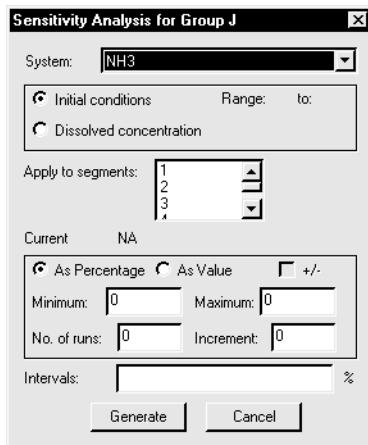 Sensitivity Analysis for Group J
System: NH3
Initial conditions Range: to:
Dissolved concentration
Apply to segments: 1
2
3
4
Current NA
As Percentage As Value +/-
Minimum: 0 Maximum: 0
No. of runs: 0 Increment: 0
Intervals: %
Generate Cancel